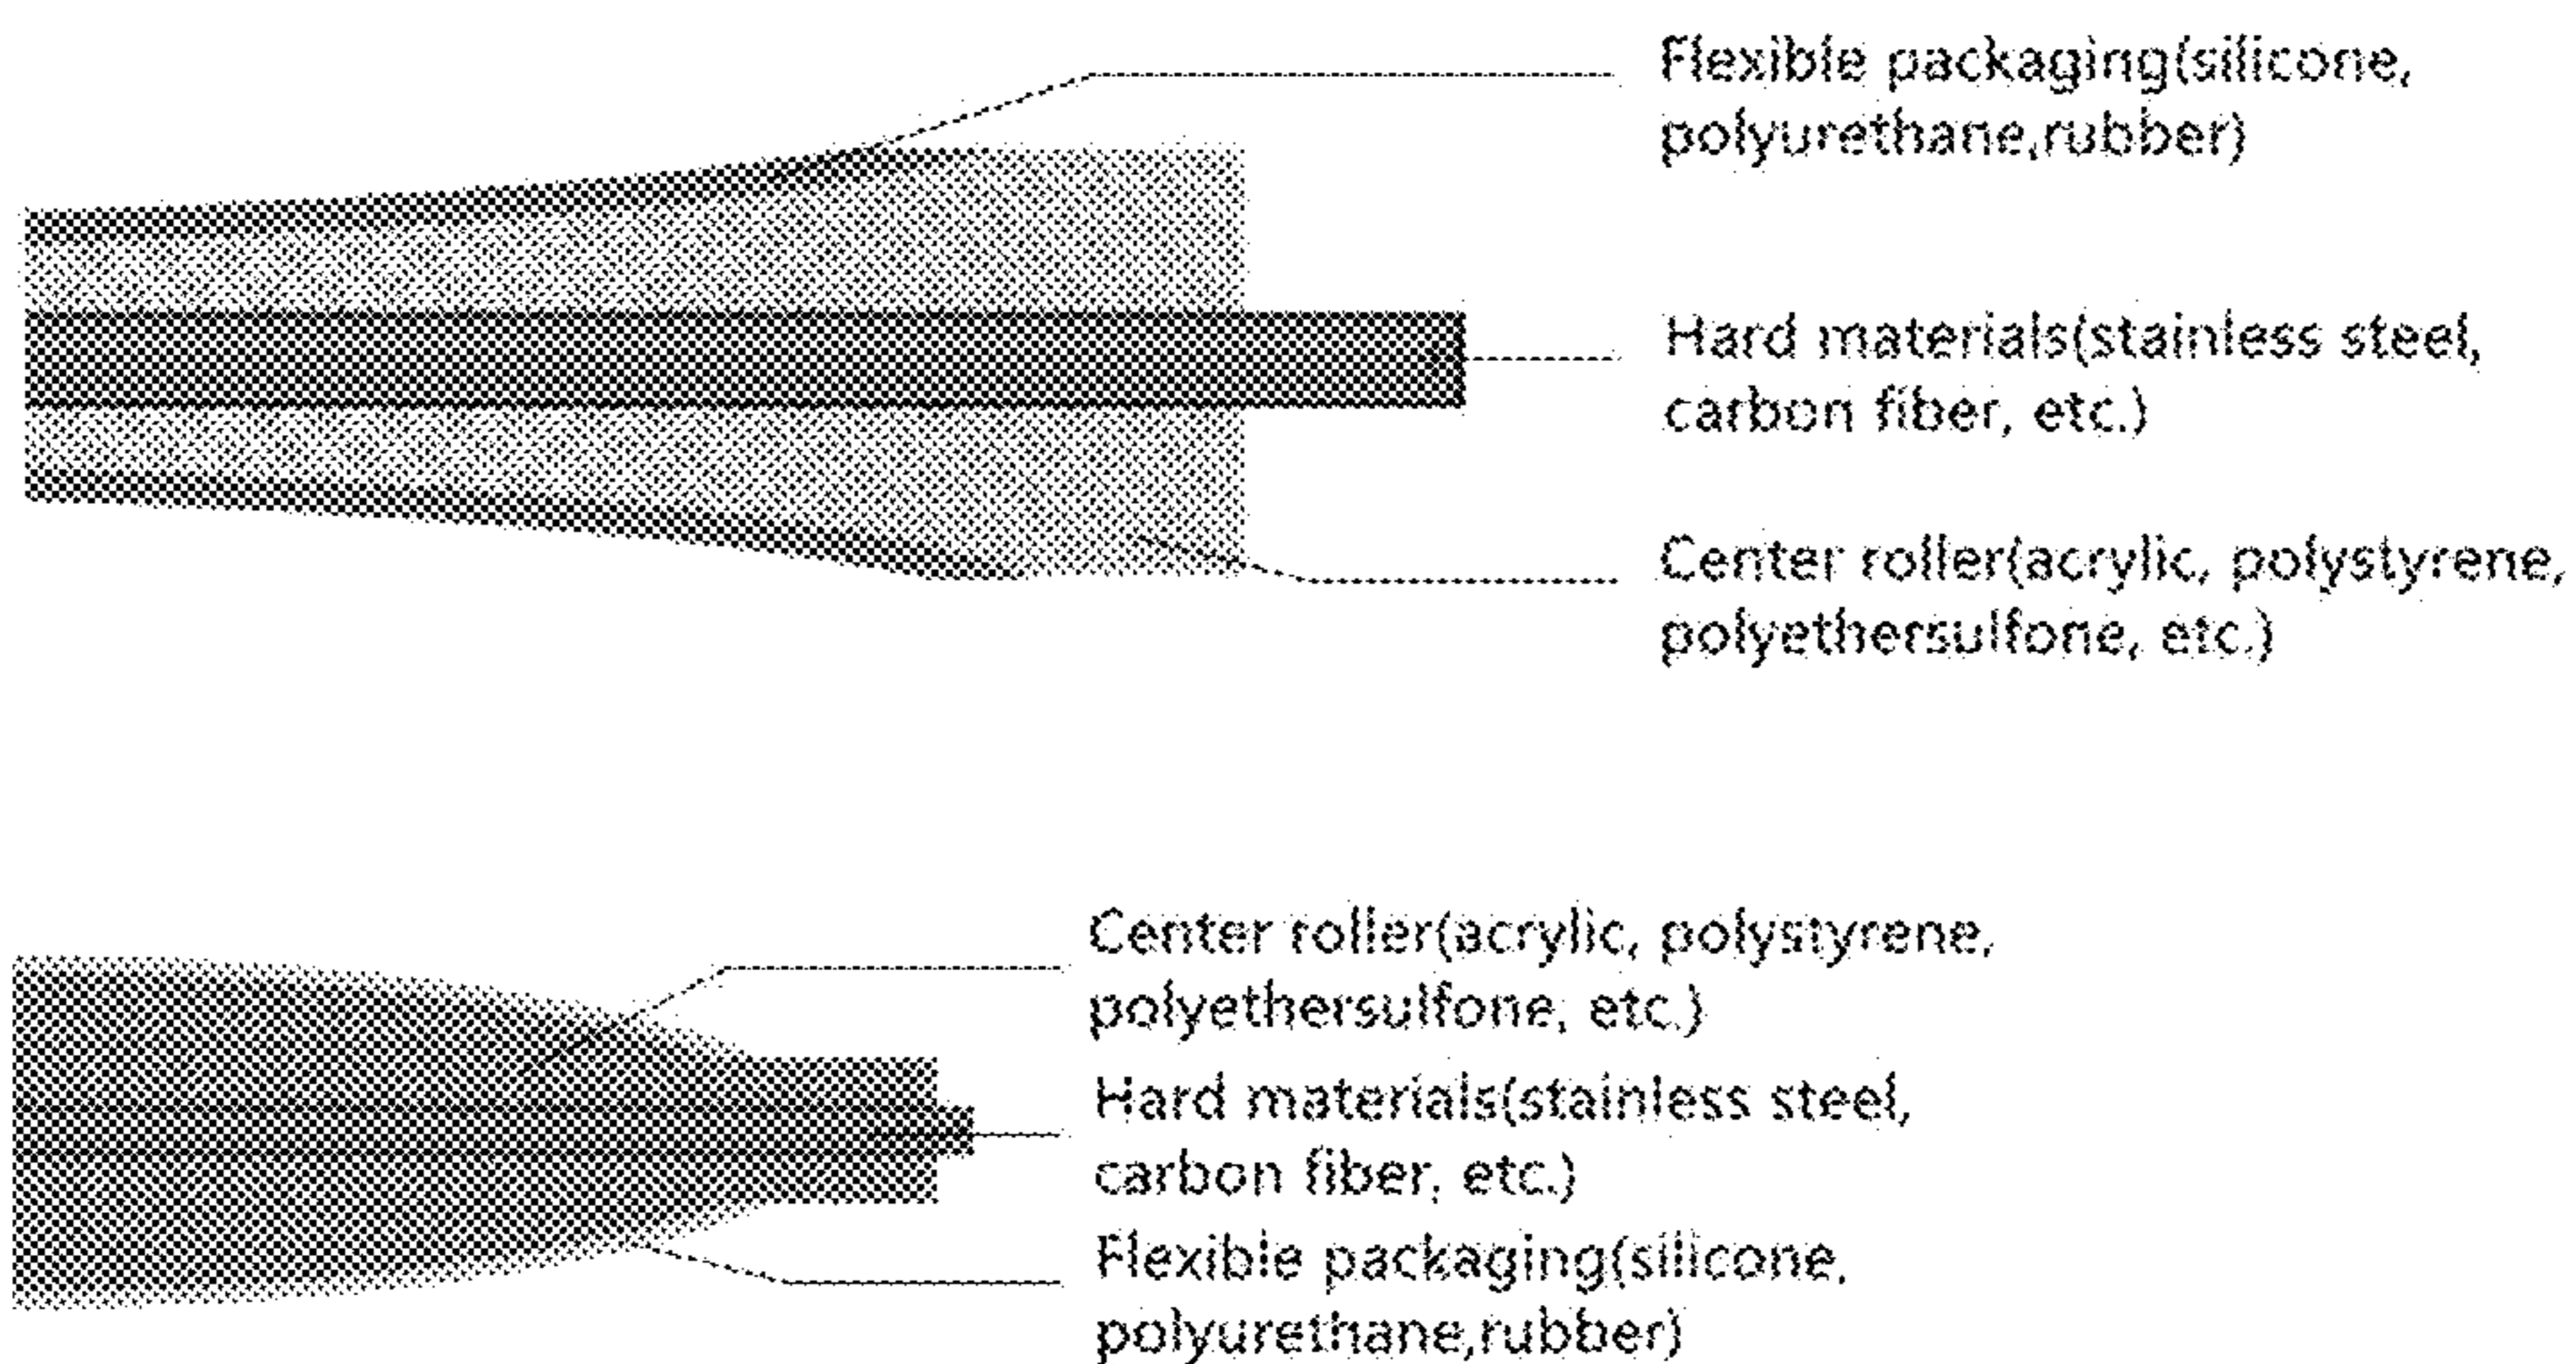 Flexible packaging(silicone,
polyurethane,rubber)
Hard materials(stainless steel,
carbon fiber, etc.)
Center roller(acrylic, polystyrene,
polyethersulfone, etc.)
Center roller(acrylic, polystyrene,
polyethersulfone, etc.)
Hard materials(stainless steel,
carbon fiber, etc.)
Flexible packaging(silicone,
polyurethane,rubber)